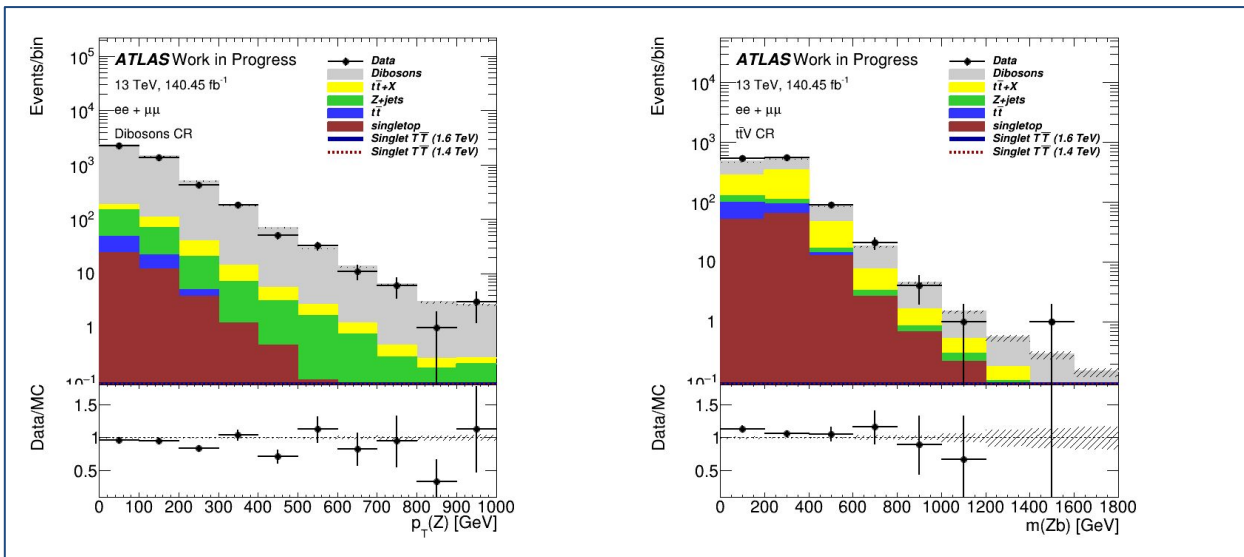 Events/bin
10⁵
10⁴
10³
10²
10
1
10⁻¹
ATLAS Work in Progress
13 TeV, 140.45 fb⁻¹
ee + μμ
Dibosons CR
Data
Dibosons
tt̄+X
Z+jets
tt̄
singletop
Singlet TT̄ (1.6 TeV)
Singlet TT̄ (1.4 TeV)
Data/MC
1.5
1
0.5
0 100 200 300 400 500 600 700 800 900 1000
p_T(Z) [GeV]
Events/bin
10⁴
10³
10²
10
1
10⁻¹
ATLAS Work in Progress
13 TeV, 140.45 fb⁻¹
ee + μμ
tt̄V CR
Data
Dibosons
tt̄+X
Z+jets
tt̄
singletop
Singlet TT̄ (1.6 TeV)
Singlet TT̄ (1.4 TeV)
Data/MC
1.5
1
0.5
0 200 400 600 800 1000 1200 1400 1600 1800
m(Zb) [GeV]